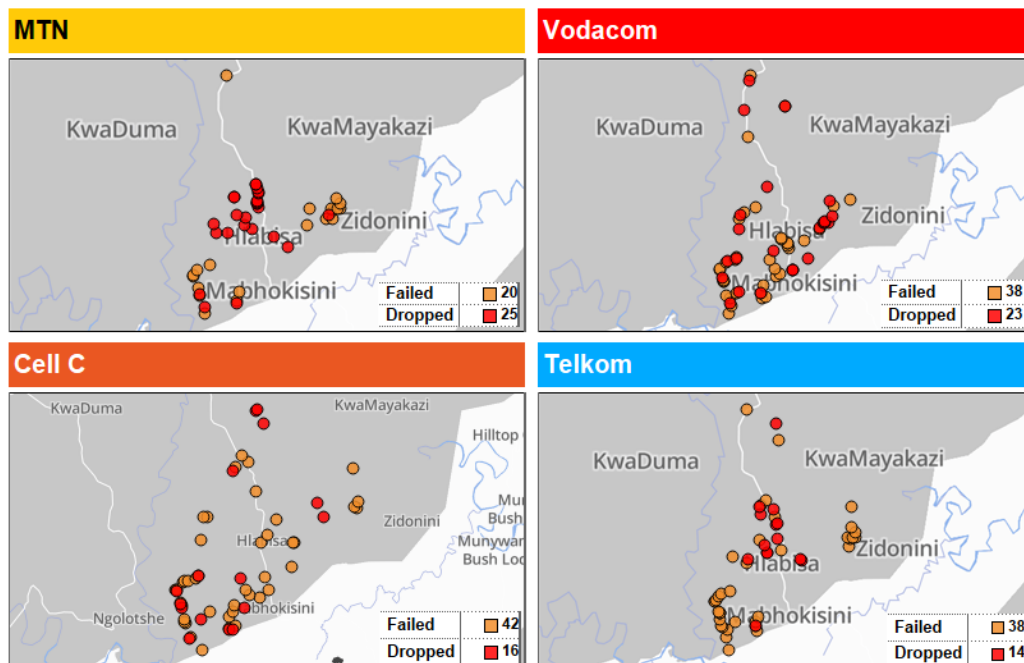 MTN
KwaDuma
KwaMayakazi
Zidonini
Hlabisa
Mabhokisini
Failed 20
Dropped 25
Vodacom
KwaDuma
KwaMayakazi
Zidonini
Hlabisa
Mabhokisini
Failed 38
Dropped 23
Cell C
KwaDuma
KwaMayakazi
Hilltop
Zidonini
Bush
Hlabisa
Bush
Ngolotshe
Failed 42
Dropped 16
Telkom
KwaDuma
KwaMayakazi
Zidonini
Hlabisa
Mabhokisini
Failed 38
Dropped 14